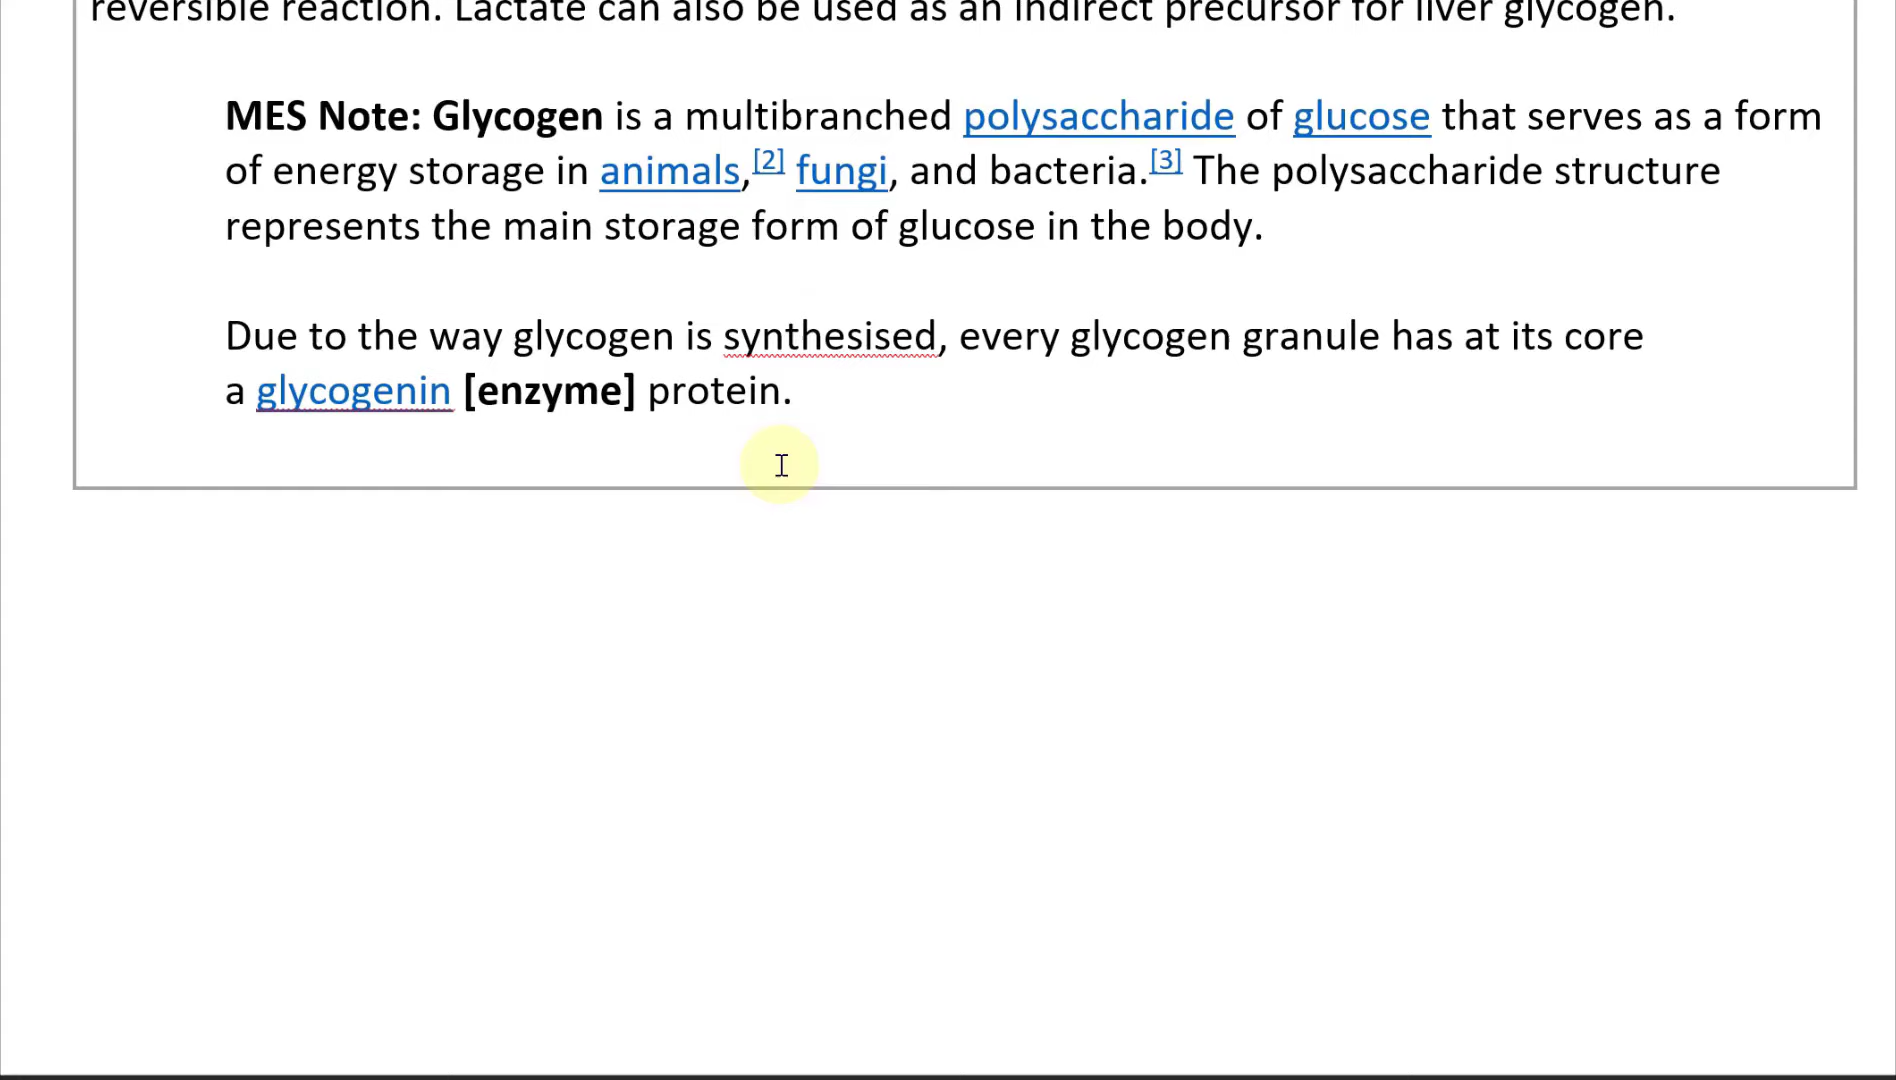 reversible reaction. Lactate can also be used as an indirect precursor for liver glycogen.
MES Note: Glycogen is a multibranched polysaccharide of glucose that serves as a form
of energy storage in animals,[2] fungi, and bacteria.[3] The polysaccharide structure
represents the main storage form of glucose in the body.
Due to the way glycogen is synthesised, every glycogen granule has at its core
a glycogenin [enzyme] protein.